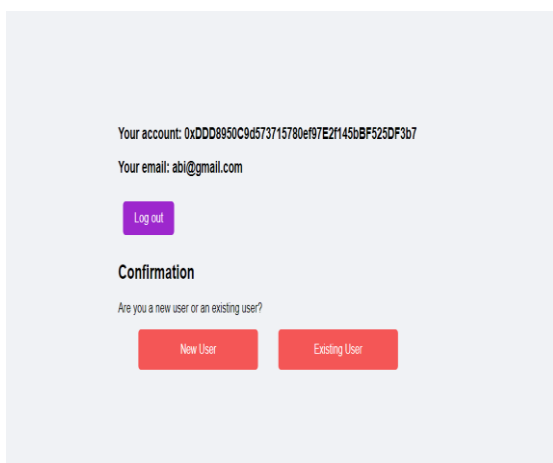 Your account: 0xDDD8950C9d573715780ef97E2f145bBF525DF3b7
Your email: abi@gmail.com
Log out
Confirmation
Are you a new user or an existing user?
New User
Existing User